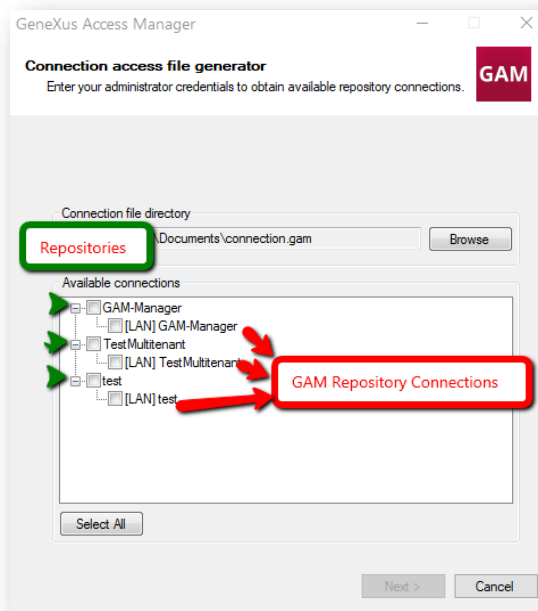 GeneXus Access Manager
Connection access file generator
Enter your administrator credentials to obtain available repository connections.
GAM
Connection file directory
Repositories
\Documents\connection.gam
Browse
Available connections
GAM-Manager
[LAN] GAM-Manager
TestMultitenant
[LAN] TestMultitenant
test
[LAN] test
GAM Repository Connections
Select All
Next >
Cancel